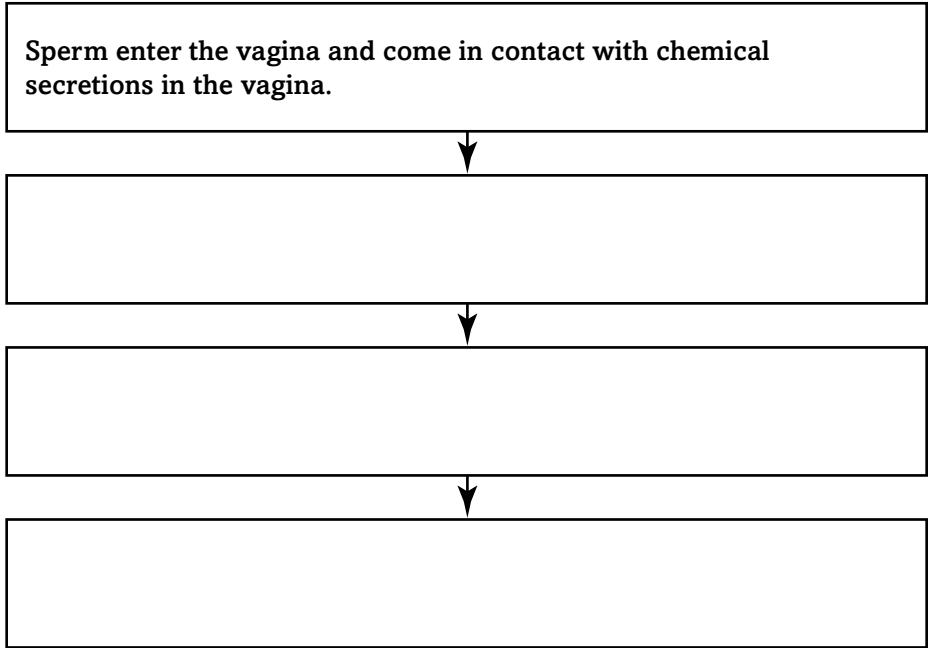 Sperm enter the vagina and come in contact with chemical
secretions in the vagina.